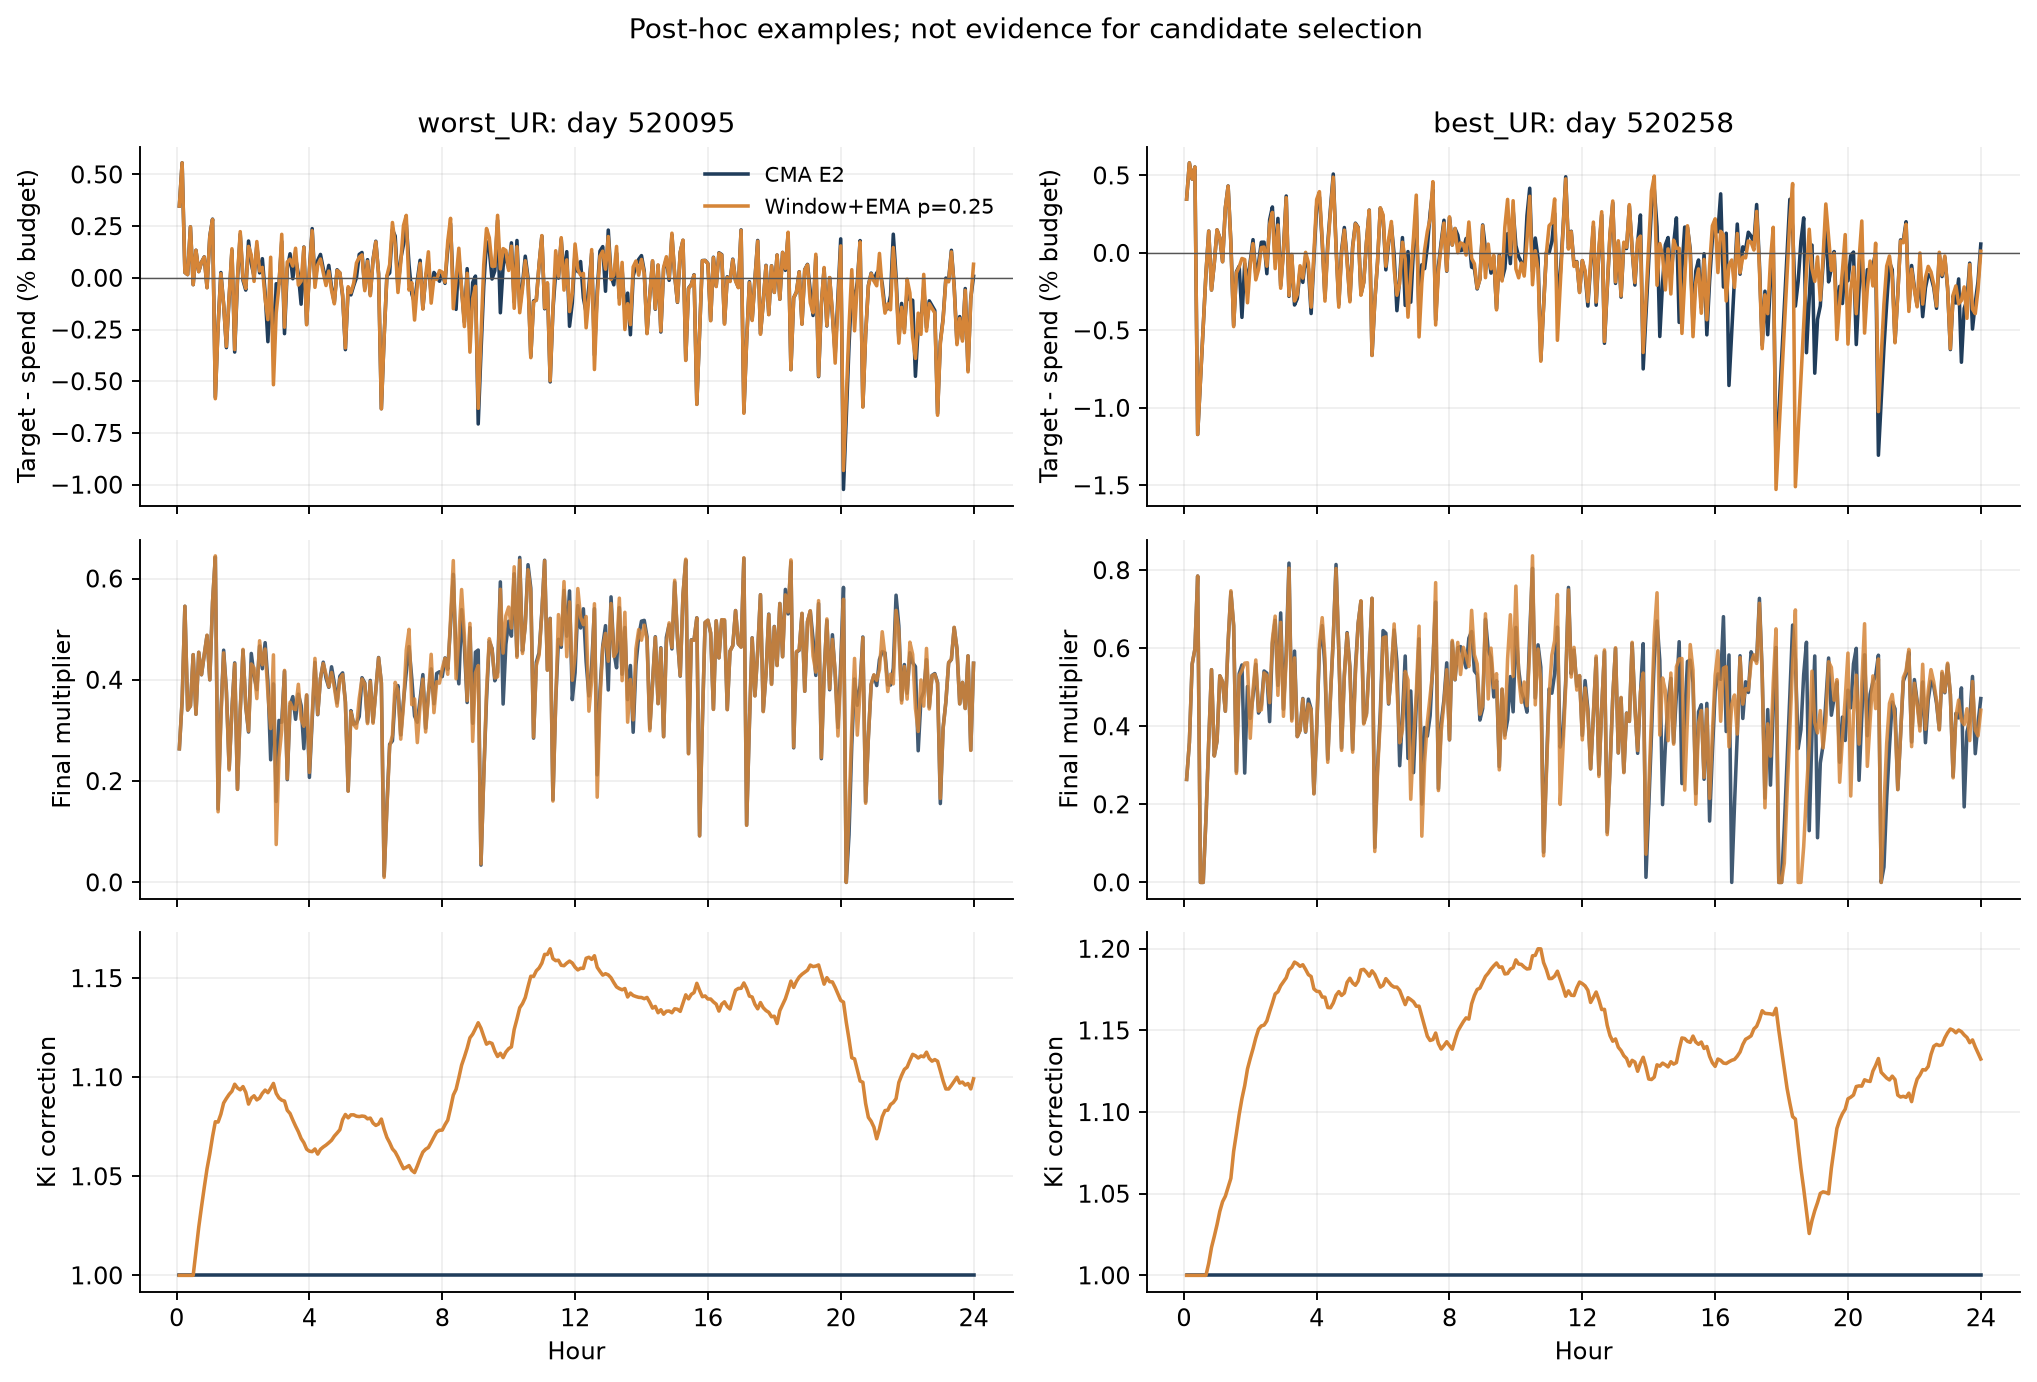 Post-hoc examples; not evidence for candidate selection
worst_UR: day 520095
best_UR: day 520258
Target - spend (% budget)
0.50
0.25
0.00
−0.25
−0.50
−0.75
−1.00
CMA E2
Window+EMA p=0.25
Target - spend (% budget)
0.5
0.0
−0.5
−1.0
−1.5
Final multiplier
0.6
0.4
0.2
0.0
Final multiplier
0.8
0.6
0.4
0.2
0.0
Ki correction
1.15
1.10
1.05
1.00
0 4 8 12 16 20 24
Hour
Ki correction
1.20
1.15
1.10
1.05
1.00
0 4 8 12 16 20 24
Hour